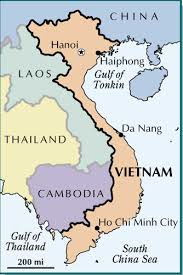 CHINA
Hanoi
Haiphong
LAOS
Gulf of
Tonkin
THAILAND
Da Nang
VIETNAM
CAMBODIA
Ho Chi Minh City
Gulf of
Thailand
South
China Sea
200 mi